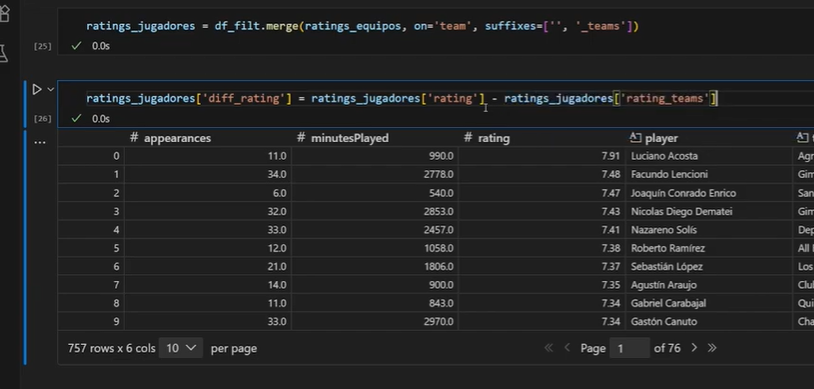 ratings_jugadores = df_filt.merge(ratings_equipos, on='team', suffixes=['', '_teams'])
[25] ✓ 0.0s
ratings_jugadores['diff_rating'] = ratings_jugadores['rating'] - ratings_jugadores['rating_teams']
[26] ✓ 0.0s
... # appearances # minutesPlayed # rating player
0 11.0 990.0 7.91 Luciano Acosta Agr
1 34.0 2778.0 7.48 Facundo Lencioni Gim
2 6.0 540.0 7.47 Joaquín Conrado Enrico San
3 32.0 2853.0 7.43 Nicolas Diego Dematei Gim
4 33.0 2457.0 7.41 Nazareno Solís Dep
5 12.0 1058.0 7.38 Roberto Ramírez All
6 21.0 1806.0 7.37 Sebastián López Los
7 14.0 900.0 7.35 Agustín Araujo Clu
8 11.0 843.0 7.34 Gabriel Carabajal Qui
9 33.0 2970.0 7.34 Gastón Canuto Cha
757 rows x 6 cols 10 per page Page 1 of 76